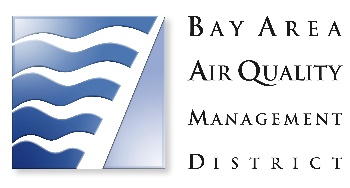 BAY AREA
AIR QUALITY
MANAGEMENT
DISTRICT